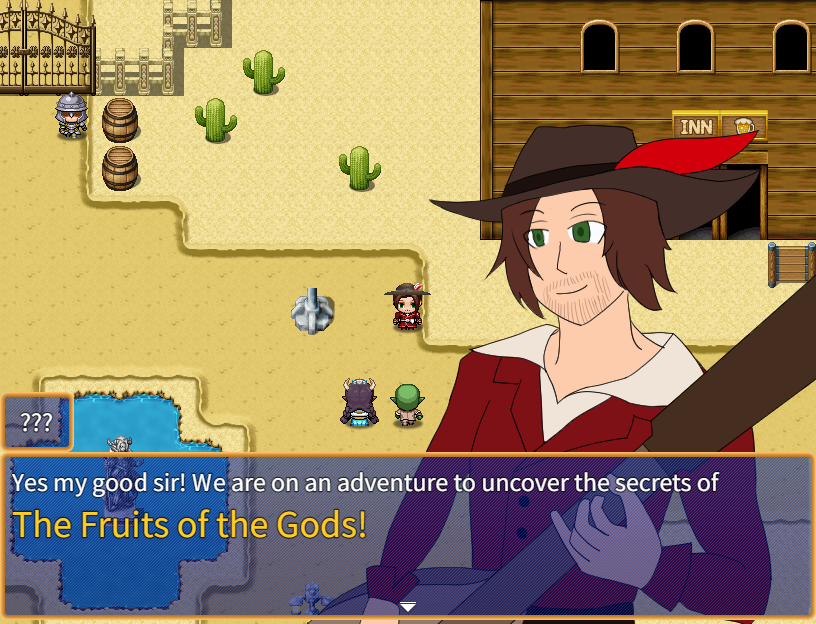 INN
???
Yes my good sir! We are on an adventure to uncover the secrets of
The Fruits of the Gods!